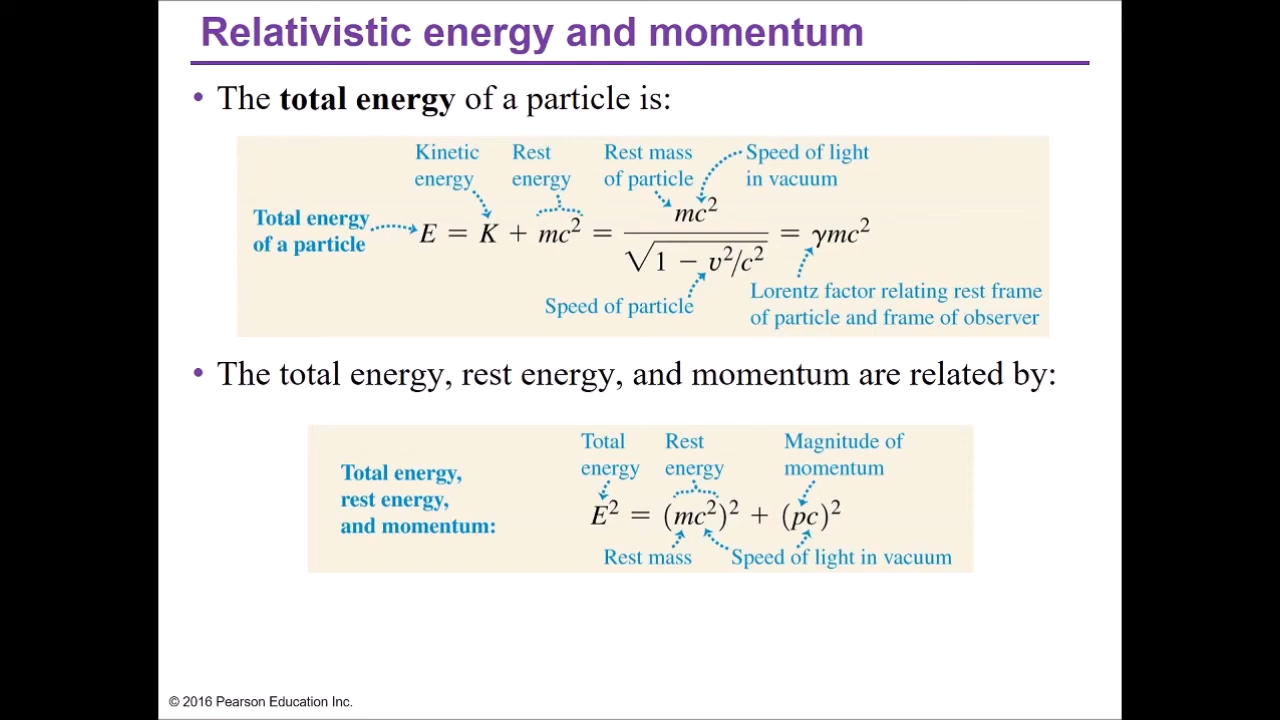 Relativistic energy and momentum
• The total energy of a particle is:
Kinetic energy
Rest energy
Rest mass of particle
Speed of light in vacuum
Total energy of a particle
E = K + mc² = mc² / √(1 − v²/c²) = γmc²
Speed of particle
Lorentz factor relating rest frame of particle and frame of observer
• The total energy, rest energy, and momentum are related by:
Total energy
Rest energy
Magnitude of momentum
Total energy,
rest energy,
and momentum:
E² = (mc²)² + (pc)²
Rest mass
Speed of light in vacuum
© 2016 Pearson Education Inc.